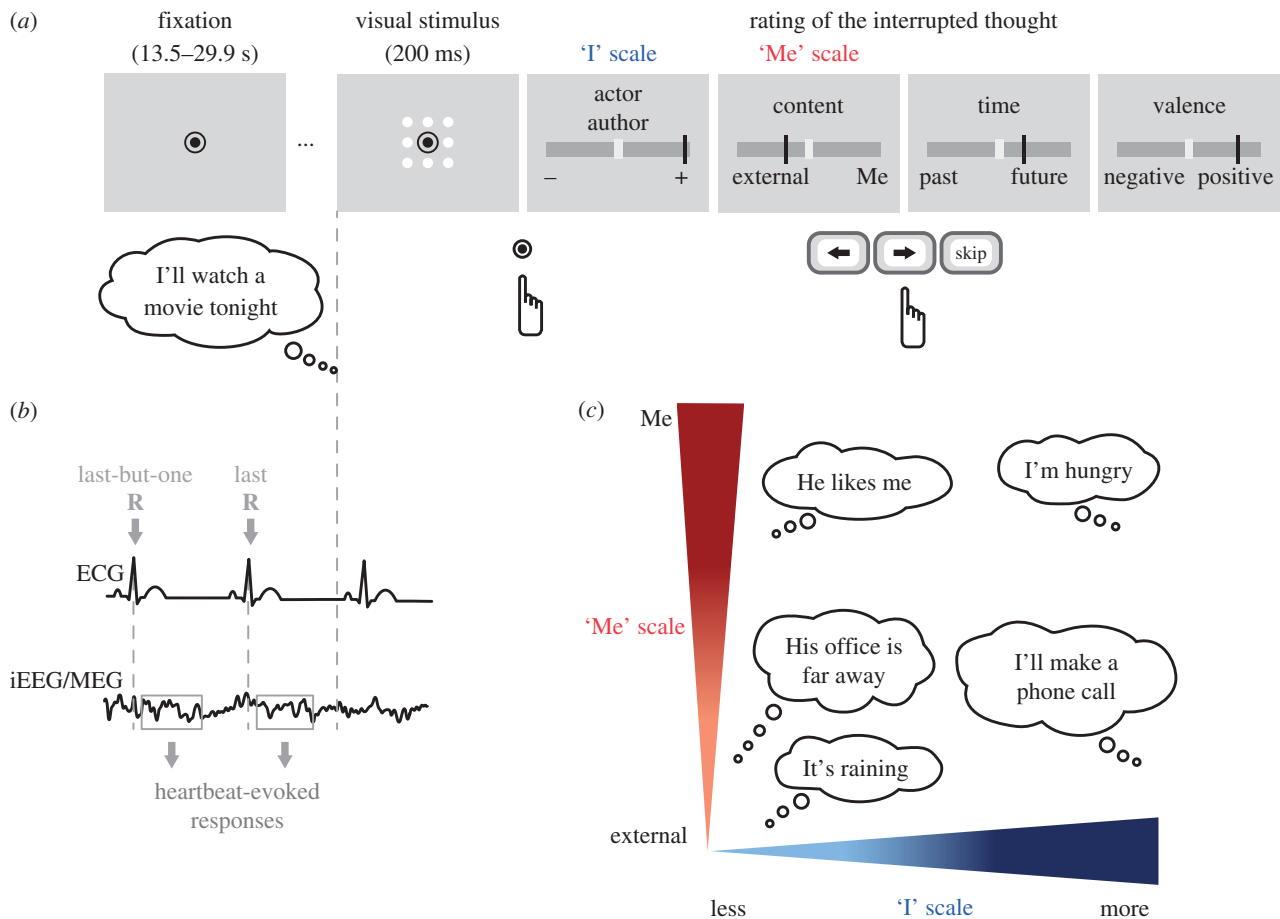 (a)
fixation
(13.5–29.9 s)
visual stimulus
(200 ms)
rating of the interrupted thought
‘I’ scale
‘Me’ scale
...
actor
author
– +
content
external Me
time
past future
valence
negative positive
I'll watch a
movie tonight
skip
(b)
last-but-one
R
last
R
ECG
iEEG/MEG
heartbeat-evoked
responses
(c)
Me
He likes me
I'm hungry
‘Me’ scale
His office is
far away
I'll make a
phone call
It's raining
external
less ‘I’ scale more